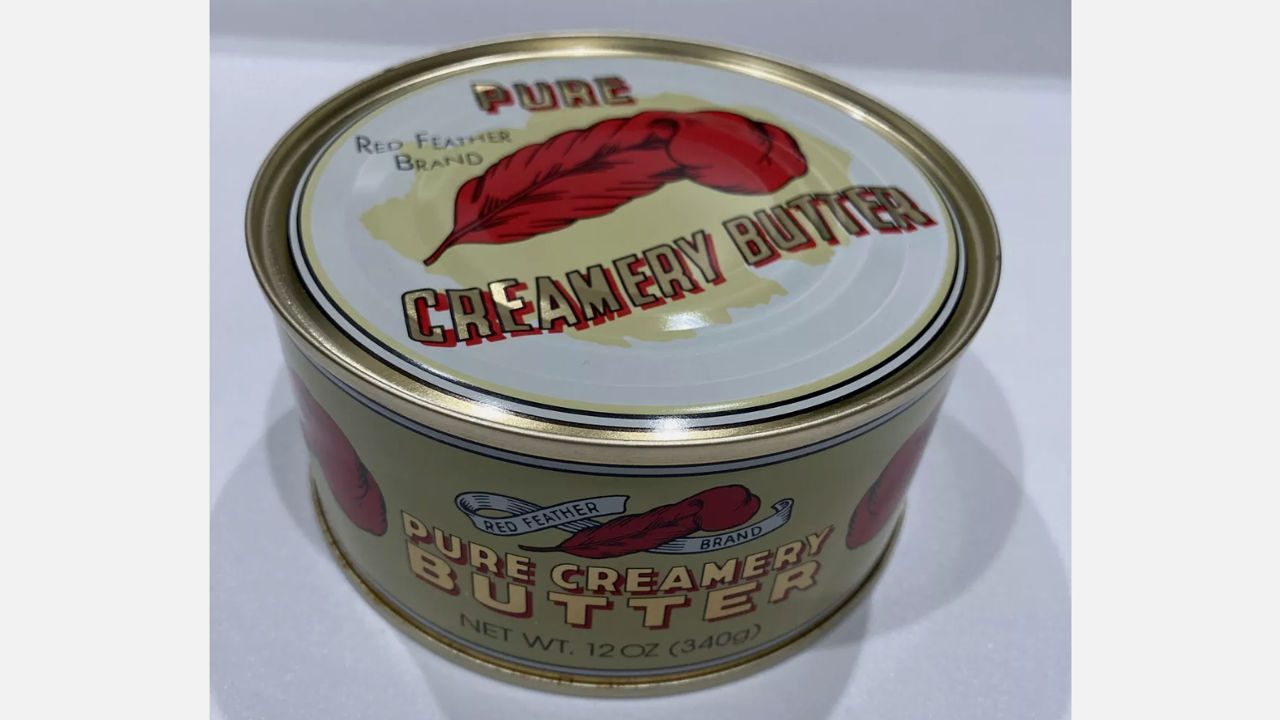 PURE
RED FEATHER
BRAND
CREAMERY BUTTER
RED FEATHER
BRAND
PURE CREAMERY
BUTTER
NET WT. 12 OZ (340g)